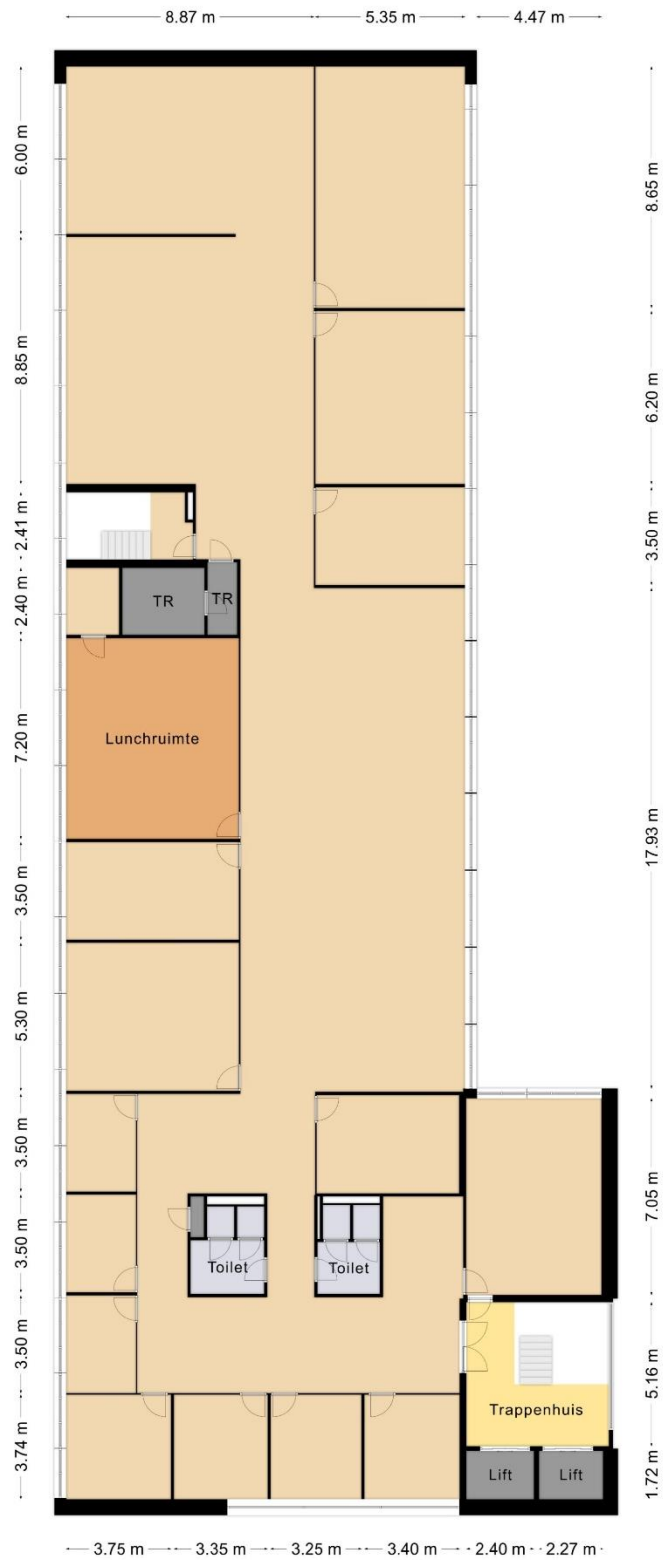 8.87 m 5.35 m 4.47 m
6.00 m
8.65 m
8.85 m
6.20 m
2.41 m
3.50 m
2.40 m
TR TR
7.20 m
Lunchruimte
17.93 m
3.50 m
5.30 m
3.50 m
7.05 m
3.50 m
Toilet Toilet
3.50 m
5.16 m
Trappenhuis
3.74 m
1.72 m
Lift Lift
3.75 m 3.35 m 3.25 m 3.40 m 2.40 m 2.27 m